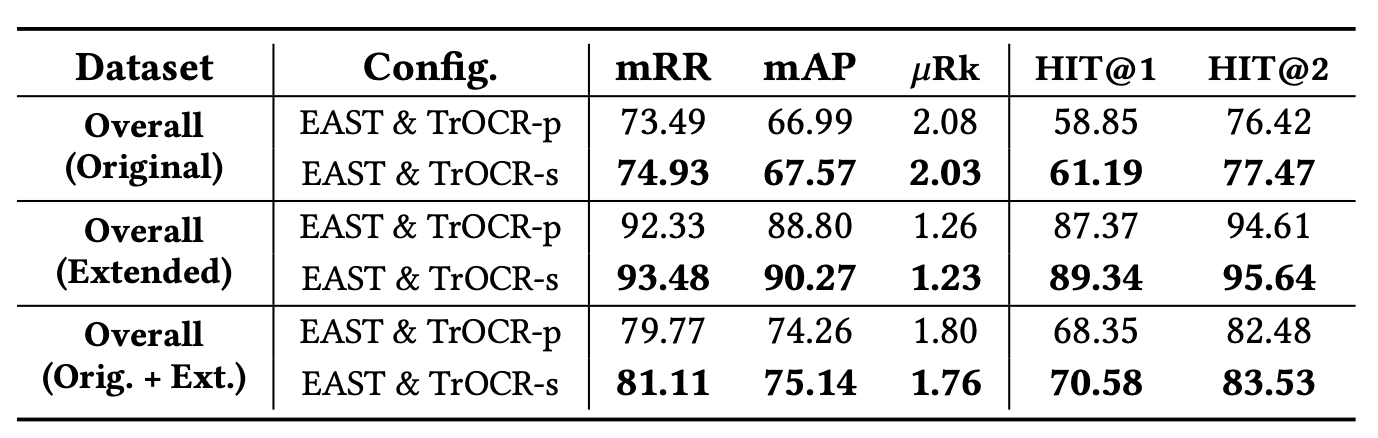 Dataset Config. mRR mAP μRk HIT@1 HIT@2
Overall (Original) EAST & TrOCR-p 73.49 66.99 2.08 58.85 76.42
EAST & TrOCR-s 74.93 67.57 2.03 61.19 77.47
Overall (Extended) EAST & TrOCR-p 92.33 88.80 1.26 87.37 94.61
EAST & TrOCR-s 93.48 90.27 1.23 89.34 95.64
Overall (Orig. + Ext.) EAST & TrOCR-p 79.77 74.26 1.80 68.35 82.48
EAST & TrOCR-s 81.11 75.14 1.76 70.58 83.53